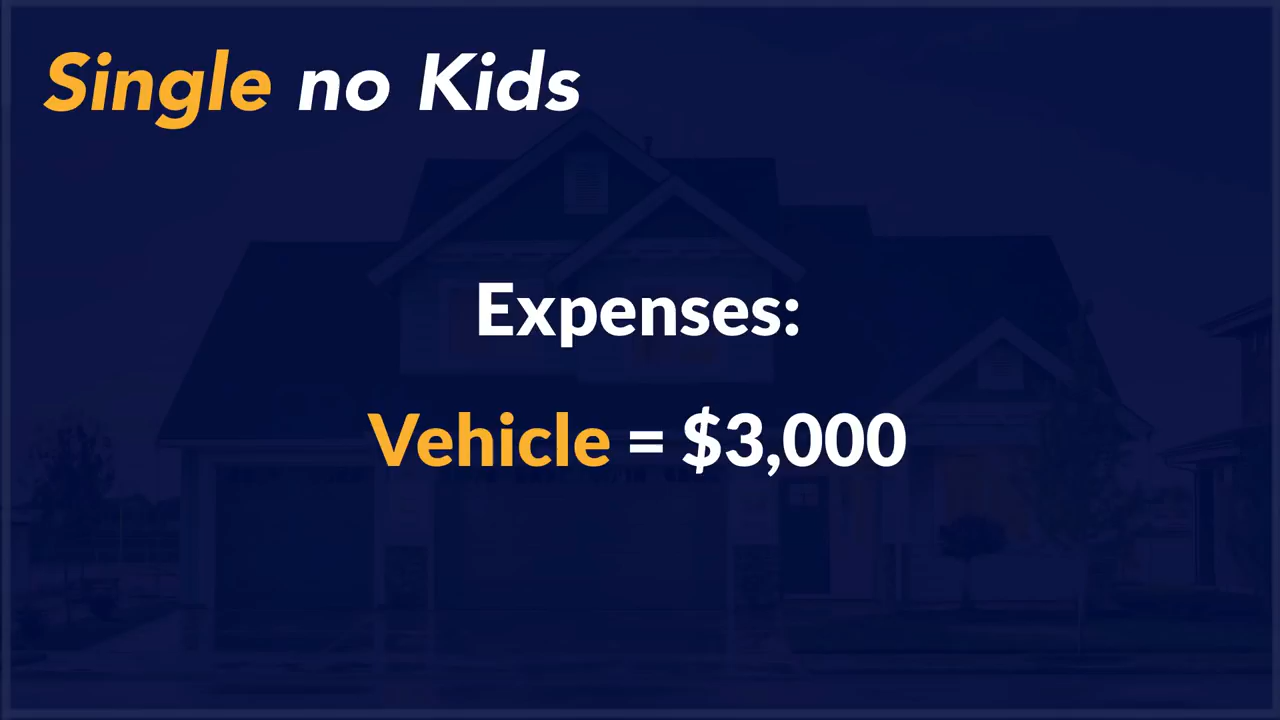 Single no Kids
Expenses:
Vehicle = $3,000